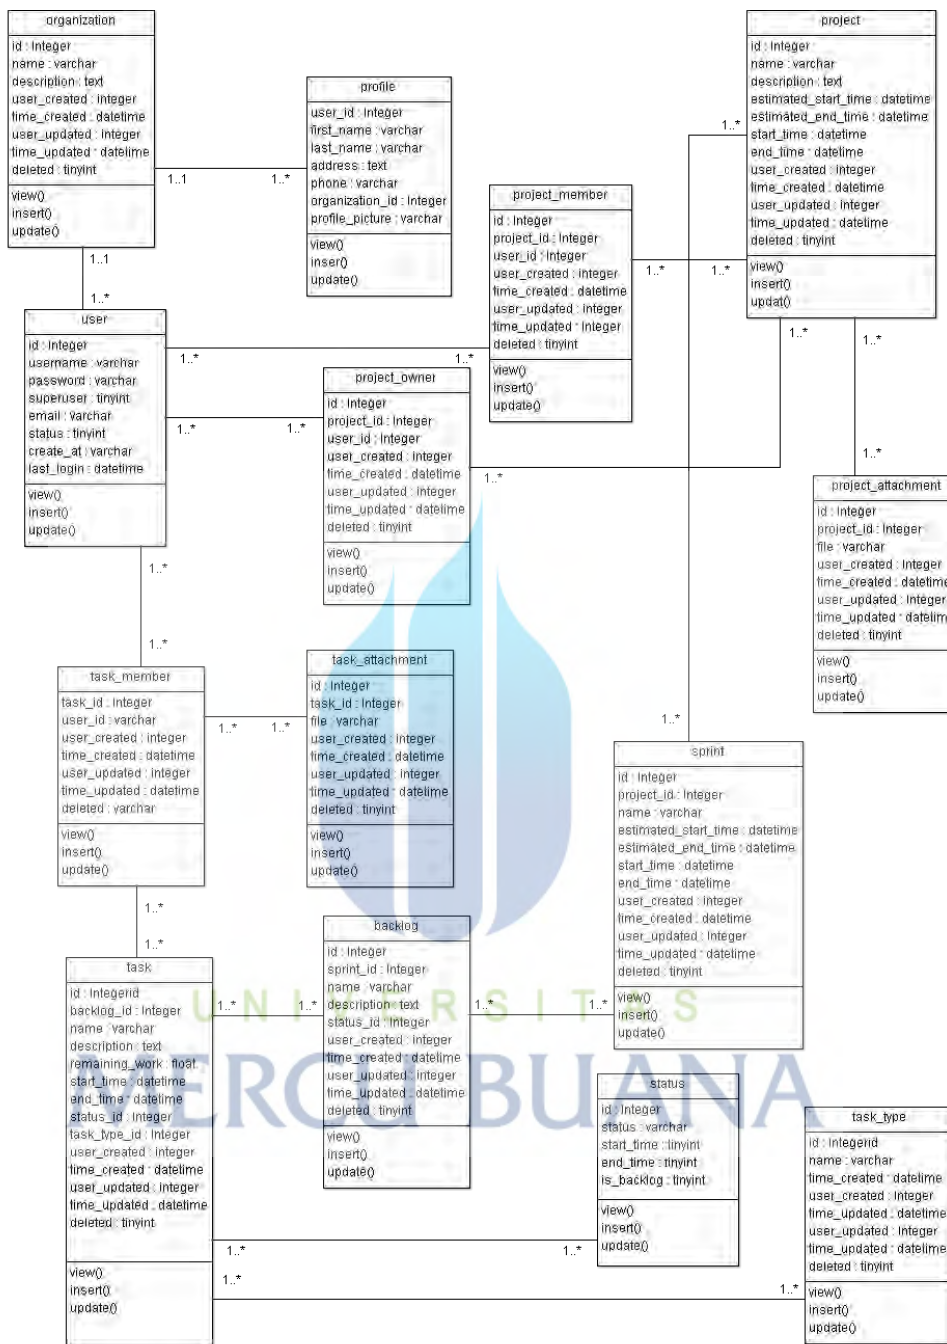 organization
id : Integer
name : varchar
description : text
user_created : integer
time_created : datetime
user_updated : Integer
time_updated : datetime
deleted : tinyint
view()
insert()
update()
1..1
1..*
profile
user_id : Integer
first_name : varchar
last_name : varchar
address : text
phone : varchar
organization_id : Integer
profile_picture : varchar
view()
inser()
update()
project
id : Integer
name : varchar
description : text
estimated_start_time : datetime
estimated_end_time : datetime
start_time : datetime
end_time : datetime
user_created : Integer
time_created : datetime
user_updated : Integer
time_updated : datetime
deleted : tinyint
view()
insert()
updat()
1..*
project_member
id : Integer
project_id : Integer
user_id : Integer
user_created : integer
time_created : datetime
user_updated : integer
time_updated : Integer
deleted : tinyint
view()
insert()
update()
1..*
1..*
1..1
1..*
user
id : Integer
username : varchar
password : varchar
superuser : tinyint
email : varchar
status : tinyint
create_at : varchar
last_login : datetime
view()
insert()
update()
1..*
1..*
1..*
1..*
project_owner
id : Integer
project_id : Integer
user_id : Integer
user_created : integer
time_created : datetime
user_updated : integer
time_updated : datetime
deleted : tinyint
view()
insert()
update()
1..*
1..*
1..*
1..*
project_attachment
id : Integer
project_id : Integer
file : varchar
user_created : Integer
time_created : datetime
user_updated : Integer
time_updated : datetime
deleted : tinyint
view()
insert()
update()
1..*
1..*
task_member
task_id : Integer
user_id : varchar
user_created : integer
time_created : datetime
user_updated : integer
time_updated : datetime
deleted : varchar
view()
insert()
update()
1..*
1..*
task_attachment
id : Integer
task_id : Integer
file : varchar
user_created : Integer
time_created : datetime
user_updated : integer
time_updated : datetime
deleted : tinyint
view()
insert()
update()
1..*
sprint
id : Integer
project_id : Integer
name : varchar
estimated_start_time : datetime
estimated_end_time : datetime
start_time : datetime
end_time : datetime
user_created : integer
time_created : datetime
user_updated : Integer
time_updated : datetime
deleted : tinyint
view()
insert()
update()
1..*
1..*
task
id : Integerid
backlog_id : Integer
name : varchar
description : text
remaining_work : float
start_time : datetime
end_time : datetime
status_id : Integer
task_type_id : Integer
user_created : integer
time_created : datetime
user_updated : Integer
time_updated : datetime
deleted : tinyint
view()
insert()
update()
1..*
1..*
backlog
id : Integer
sprint_id : Integer
name : varchar
description : text
status_id : Integer
user_created : integer
time_created : datetime
user_updated : integer
time_updated : datetime
deleted : tinyint
view()
insert()
update()
1..*
1..*
UNIVERSITAS
MERCU BUANA
status
id : Integer
status : varchar
start_time : tinyint
end_time : tinyint
is_backlog : tinyint
view()
insert()
update()
1..*
1..*
1..*
1..*
task_type
id : Integerid
name : varchar
time_created : datetime
user_created : Integer
time_updated : datetime
user_updated : Integer
time_updated : datetime
deleted : tinyint
view()
insert()
update()